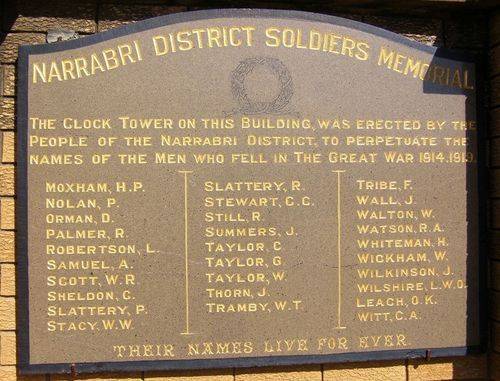 NARRABRI DISTRICT SOLDIERS MEMORIAL
THE CLOCK TOWER ON THIS BUILDING, WAS ERECTED BY THE
PEOPLE OF THE NARRABRI DISTRICT, TO PERPETUATE THE
NAMES OF THE MEN WHO FELL IN THE GREAT WAR 1914.1919.
MOXHAM, H.P.
NOLAN, P.
ORMAN, D.
PALMER, R.
ROBERTSON, L.
SAMUEL, A.
SCOTT, W.R.
SHELDON, C.
SLATTERY, P.
STACY, W.W.
SLATTERY, R.
STEWART, C.C.
STILL, R.
SUMMERS, J.
TAYLOR, C.
TAYLOR, G.
TAYLOR, W.
THORN, J.
TRAMBY, W.T.
TRIBE, F.
WALL, J.
WALTON, W.
WATSON, R.A.
WHITEMAN, H.
WICKHAM, W.
WILKINSON, J.
WILSHIRE, L.W.O.
LEACH, O.K.
WITT, C.A.
THEIR NAMES LIVE FOR EVER.